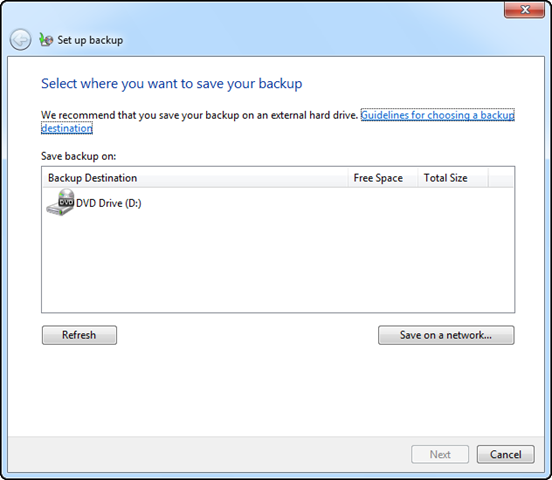 Set up backup
Select where you want to save your backup
We recommend that you save your backup on an external hard drive. Guidelines for choosing a backup
destination
Save backup on:
Backup Destination Free Space Total Size
DVD DVD Drive (D:)
Refresh Save on a network...
Next Cancel